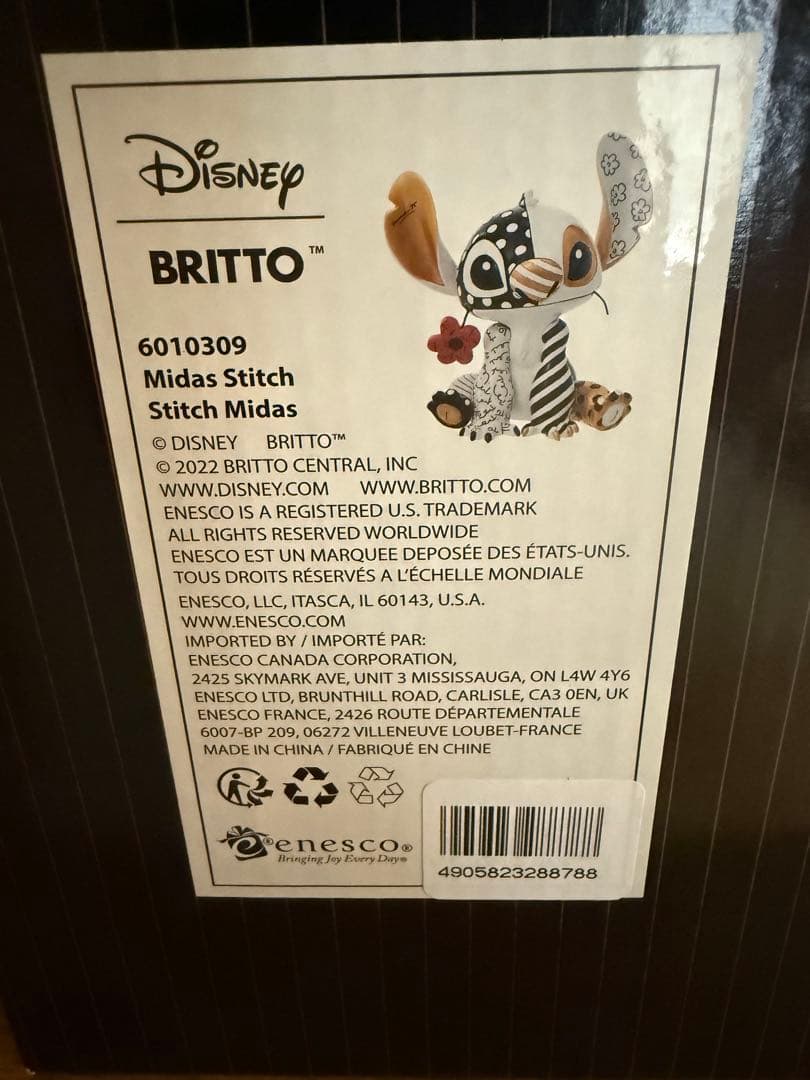 Disney
BRITTO™
6010309
Midas Stitch
Stitch Midas
© DISNEY BRITTO™
© 2022 BRITTO CENTRAL, INC
WWW.DISNEY.COM WWW.BRITTO.COM
ENESCO IS A REGISTERED U.S. TRADEMARK
ALL RIGHTS RESERVED WORLDWIDE
ENESCO EST UN MARQUEE DEPOSÉE DES ÉTATS-UNIS.
TOUS DROITS RÉSERVÉS A L'ÉCHELLE MONDIALE
ENESCO, LLC, ITASCA, IL 60143, U.S.A.
WWW.ENESCO.COM
IMPORTED BY / IMPORTÉ PAR:
ENESCO CANADA CORPORATION,
2425 SKYMARK AVE, UNIT 3 MISSISSAUGA, ON L4W 4Y6
ENESCO LTD, BRUNTHILL ROAD, CARLISLE, CA3 0EN, UK
ENESCO FRANCE, 2426 ROUTE DÉPARTEMENTALE
6007-BP 209, 06272 VILLENEUVE LOUBET-FRANCE
MADE IN CHINA / FABRIQUÉ EN CHINE
e®enesco®
Bringing Joy Every Day®
4905823288788